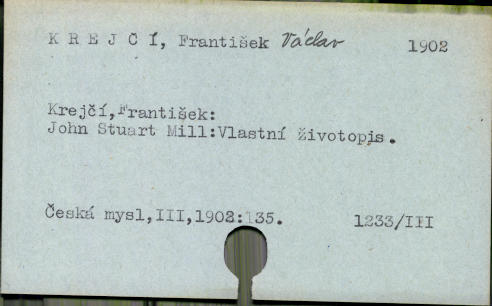 K R E J Č Í, František Václav 1902
Krejčí,František:
John Stuart Mill:Vlastní životopis.
Česká mysl,III,1902:135. 1233/III